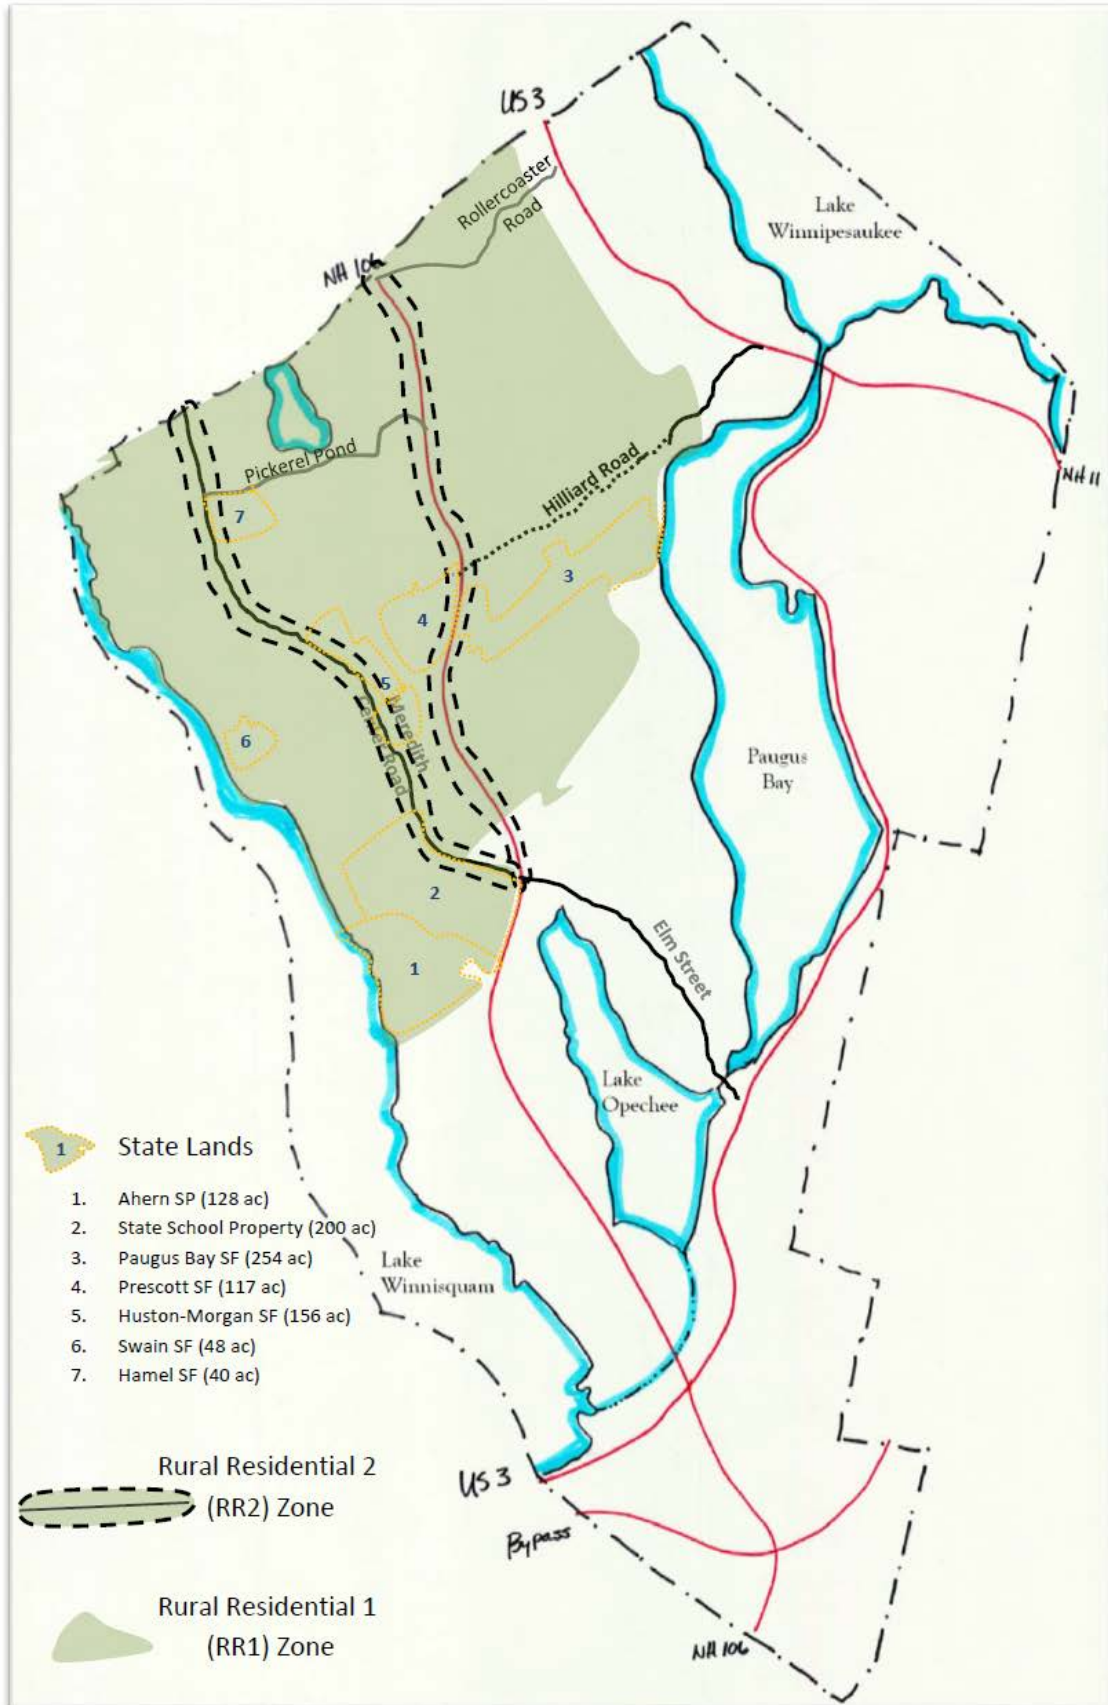 US 3
Rollercoaster
Road
Lake
Winnipesaukee
NH 106
Pickerel Pond
Hilliard Road
NH 11
7
3
4
5
Meredith
Center Road
6
Paugus
Bay
2
Elm Street
1
Lake
Opechee
1 State Lands
1. Ahern SP (128 ac)
2. State School Property (200 ac)
3. Paugus Bay SF (254 ac)
4. Prescott SF (117 ac)
5. Huston-Morgan SF (156 ac)
6. Swain SF (48 ac)
7. Hamel SF (40 ac)
Lake
Winnisquam
Rural Residential 2
(RR2) Zone
US 3
Bypass
Rural Residential 1
(RR1) Zone
NH 106